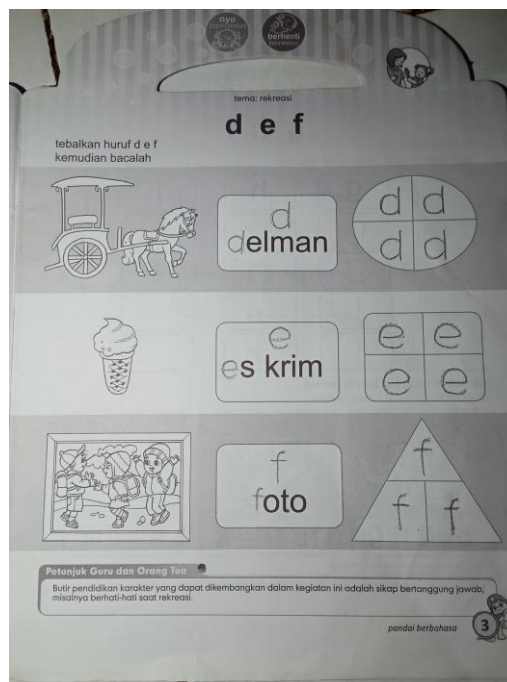 ayo
bermain
berhenti
bermain
tema: rekreasi
d e f
tebalkan huruf d e f
kemudian bacalah
d
delman
d d
d d
e
es krim
e e
e e
f
foto
f
f f
Petunjuk Guru dan Orang Tua
Butir pendidikan karakter yang dapat dikembangkan dalam kegiatan ini adalah sikap bertanggung jawab,
misalnya berhati-hati saat rekreasi.
pandai berbahasa 3